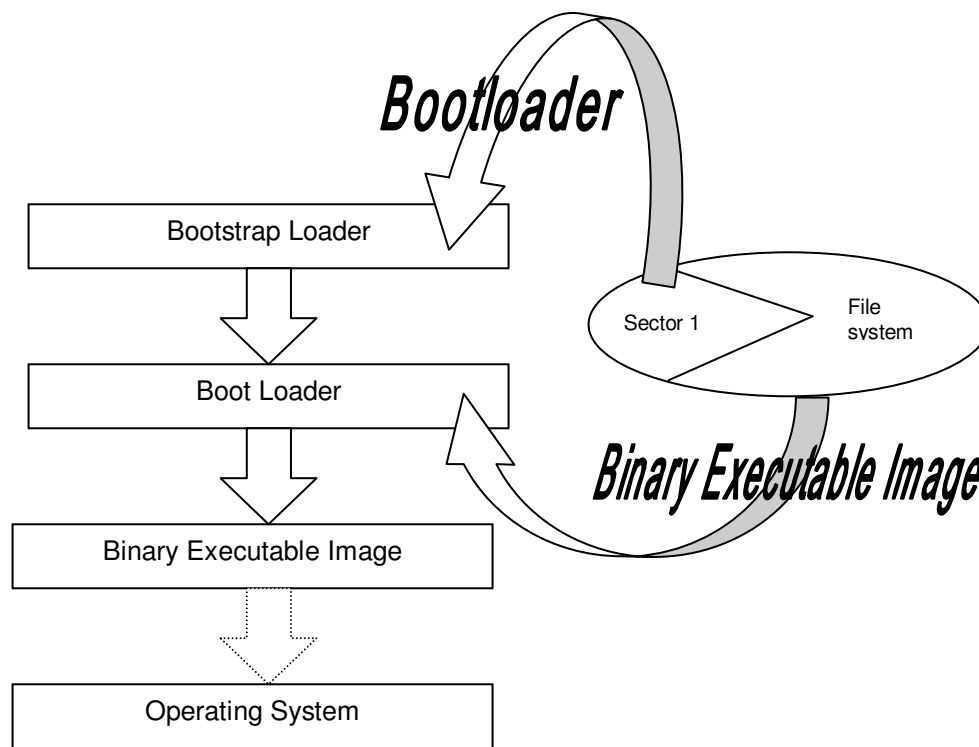 Bootloader
Bootstrap Loader
Sector 1
File
system
Boot Loader
Binary Executable Image
Binary Executable Image
Operating System